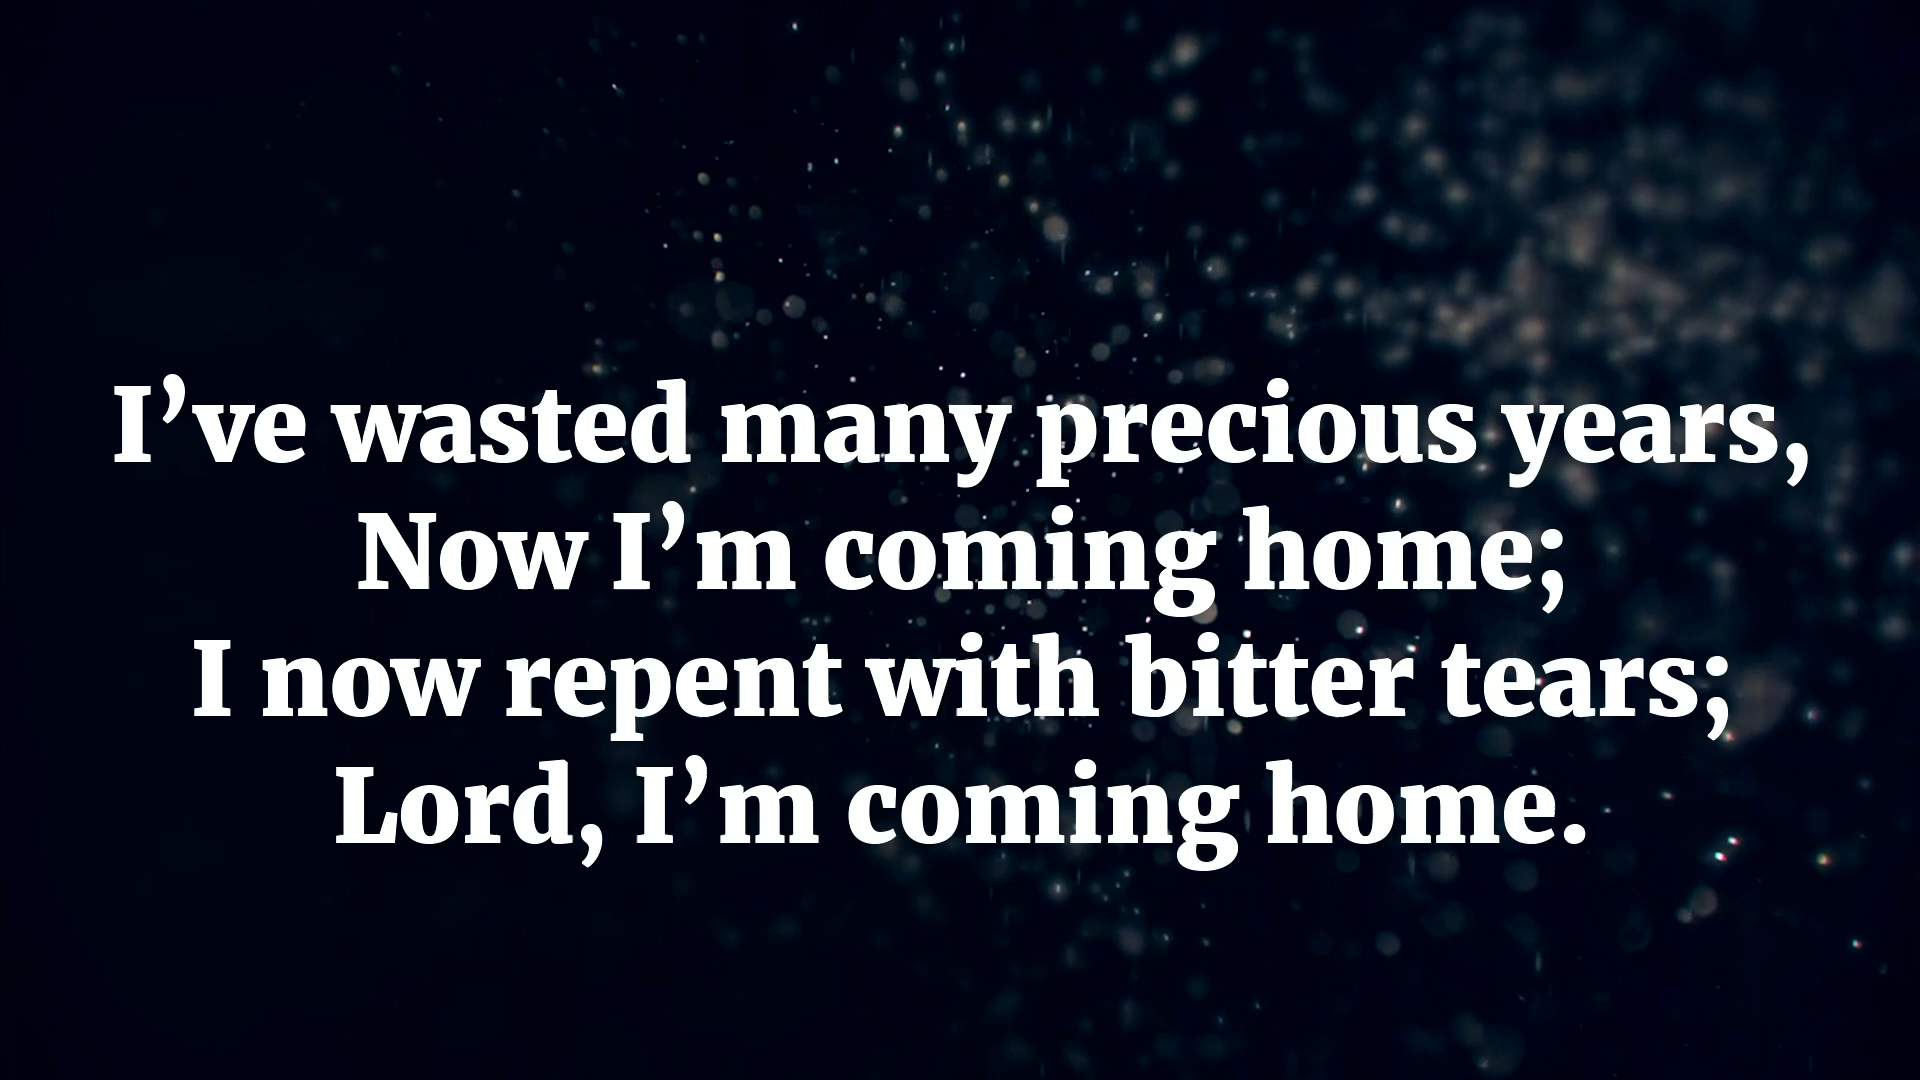 I’ve wasted many precious years,
Now I’m coming home;
I now repent with bitter tears;
Lord, I’m coming home.